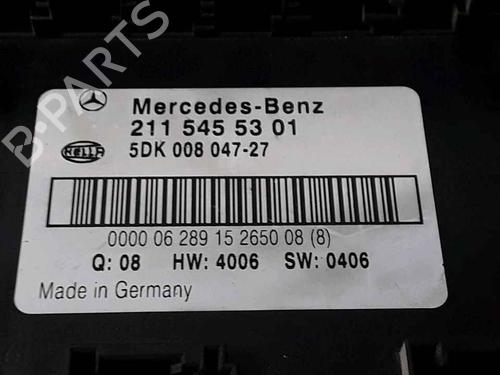 B-PARTS
Mercedes-Benz
211 545 53 01
HELLA 5DK 008 047-27
0000 06 289 15 2650 08 (8)
Q: 08 HW: 4006 SW: 0406
Made in Germany